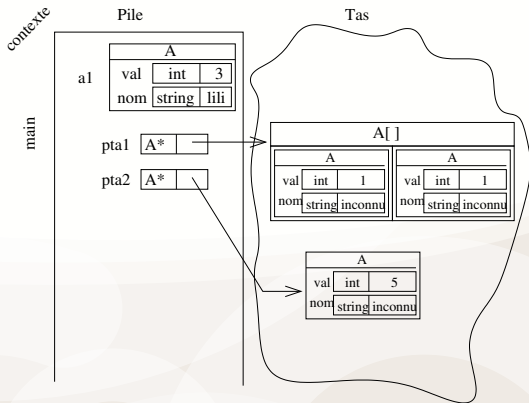 contexte
Pile
Tas
main
A
a1
val int 3
nom string lili
pta1 A*
pta2 A*
A[ ]
A A
val int 1 val int 1
nom string inconnu nom string inconnu
A
val int 5
nom string inconnu